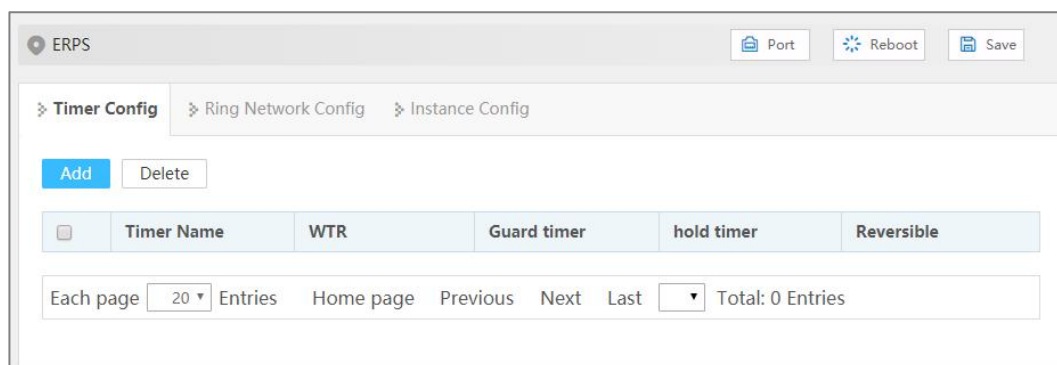 ERPS Port Reboot Save
Timer Config Ring Network Config Instance Config
Add Delete
Timer Name WTR Guard timer hold timer Reversible
Each page 20 Entries Home page Previous Next Last Total: 0 Entries